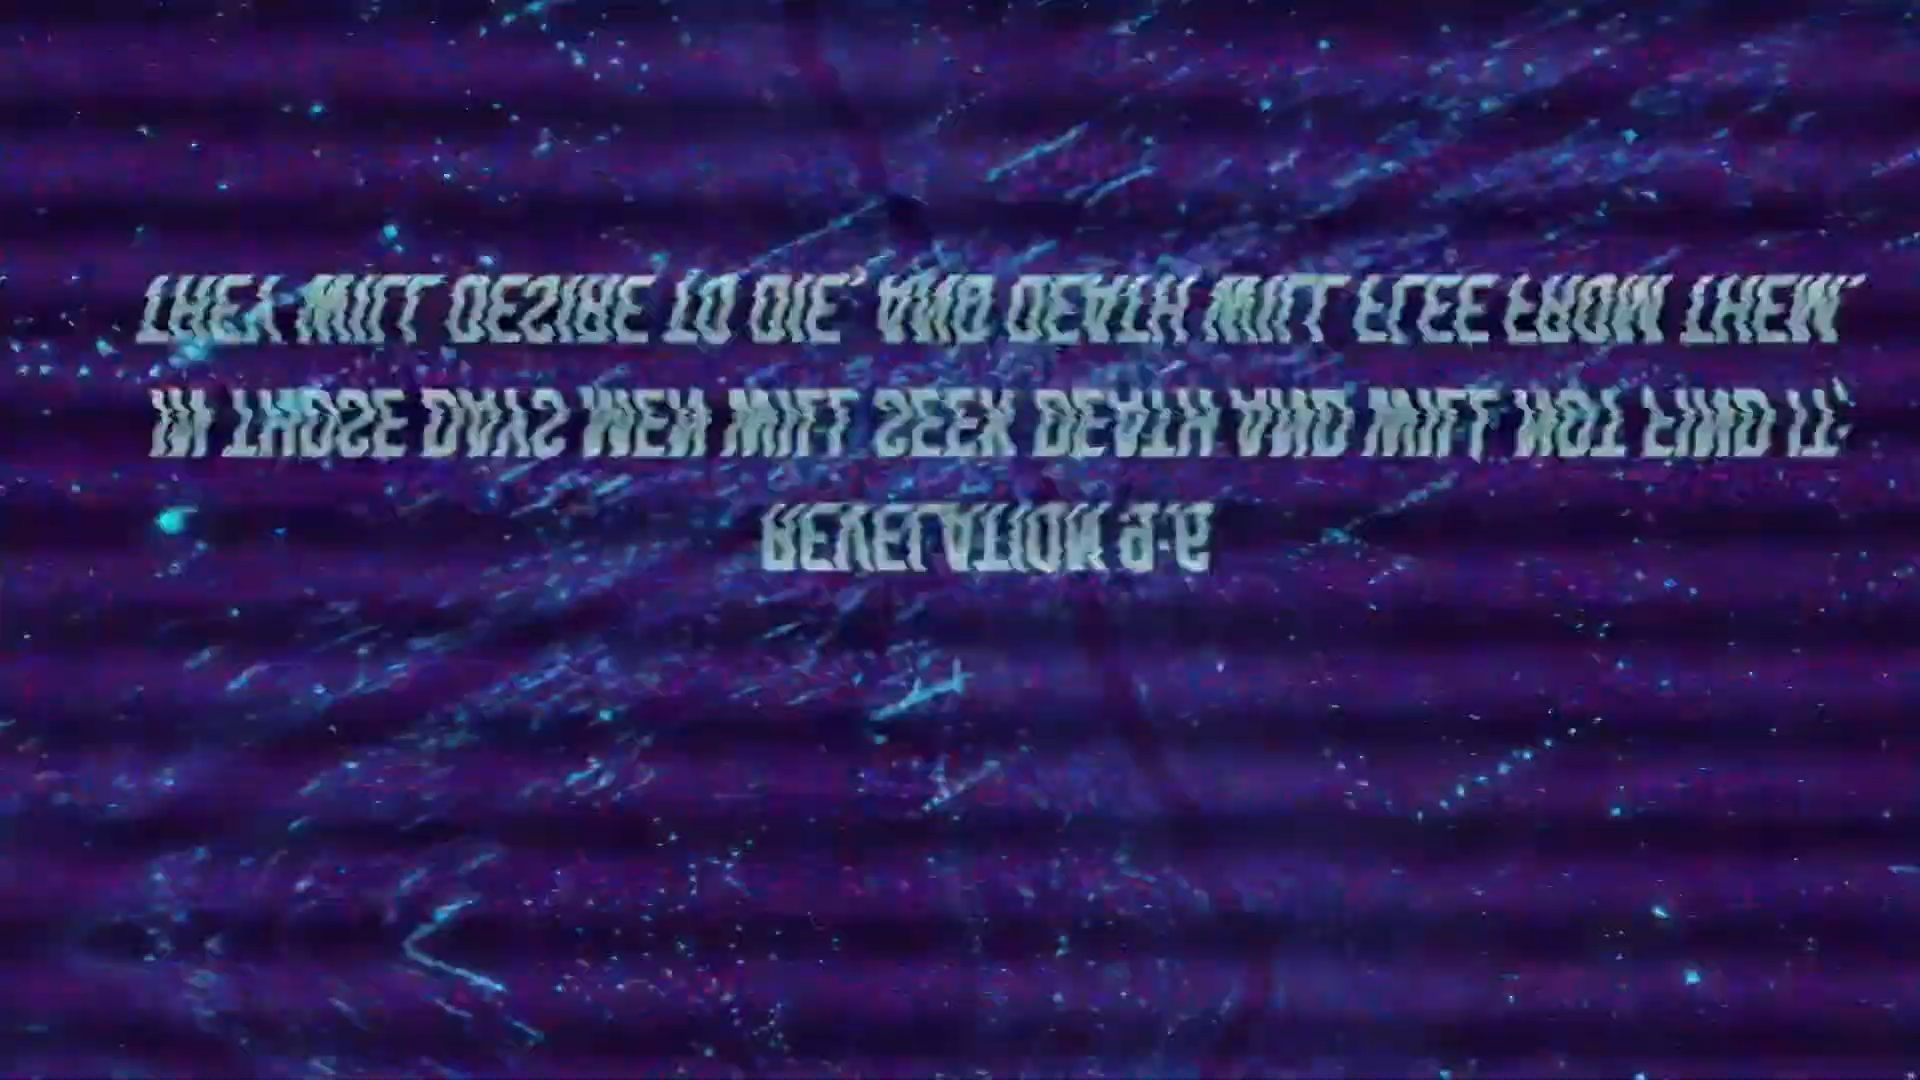 REVELATION 9:6
IN THOSE DAYS MEN WILL SEEK DEATH AND WILL NOT FIND IT;
THEY WILL DESIRE TO DIE, AND DEATH WILL FLEE FROM THEM.